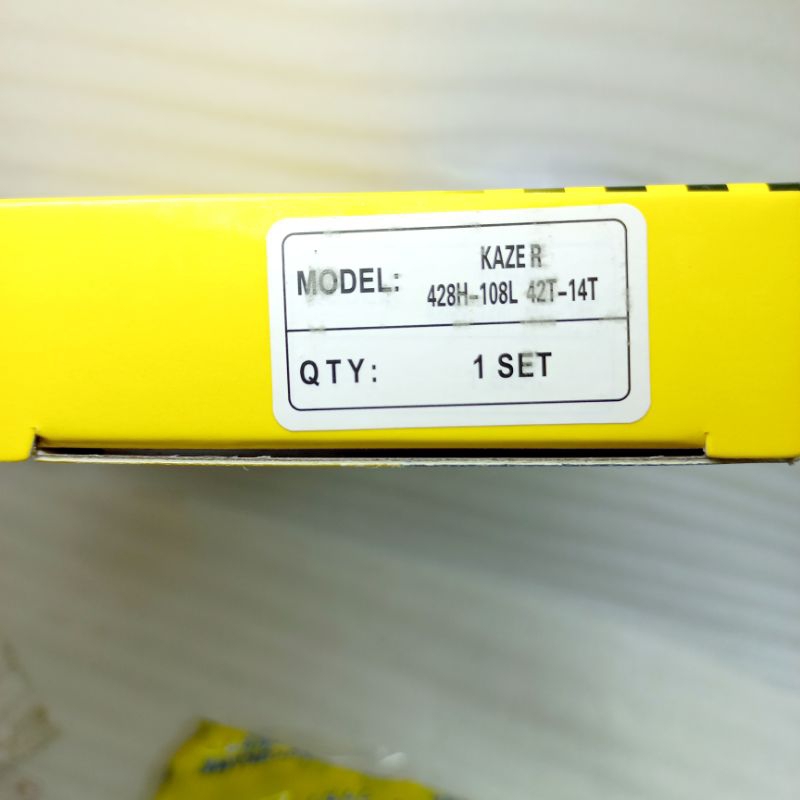 MODEL:
KAZE R
428H-108L 42T-14T
QTY:
1 SET